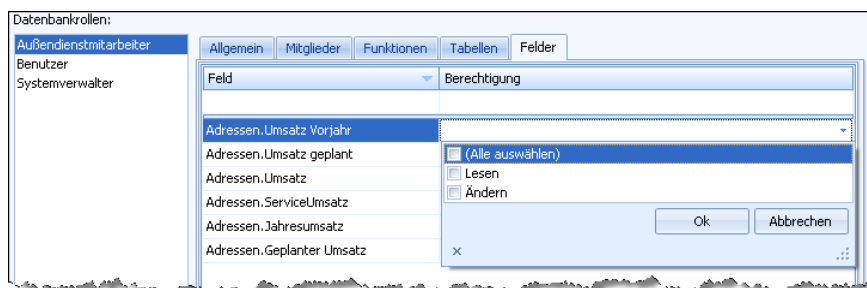 Datenbankrollen:
Außendienstmitarbeiter
Benutzer
Systemverwalter
Allgemein Mitglieder Funktionen Tabellen Felder
Feld Berechtigung
Adressen.Umsatz Vorjahr
Adressen.Umsatz geplant
Adressen.Umsatz
Adressen.ServiceUmsatz
Adressen.Jahresumsatz
Adressen.Geplanter Umsatz
(Alle auswählen)
Lesen
Ändern
Ok Abbrechen